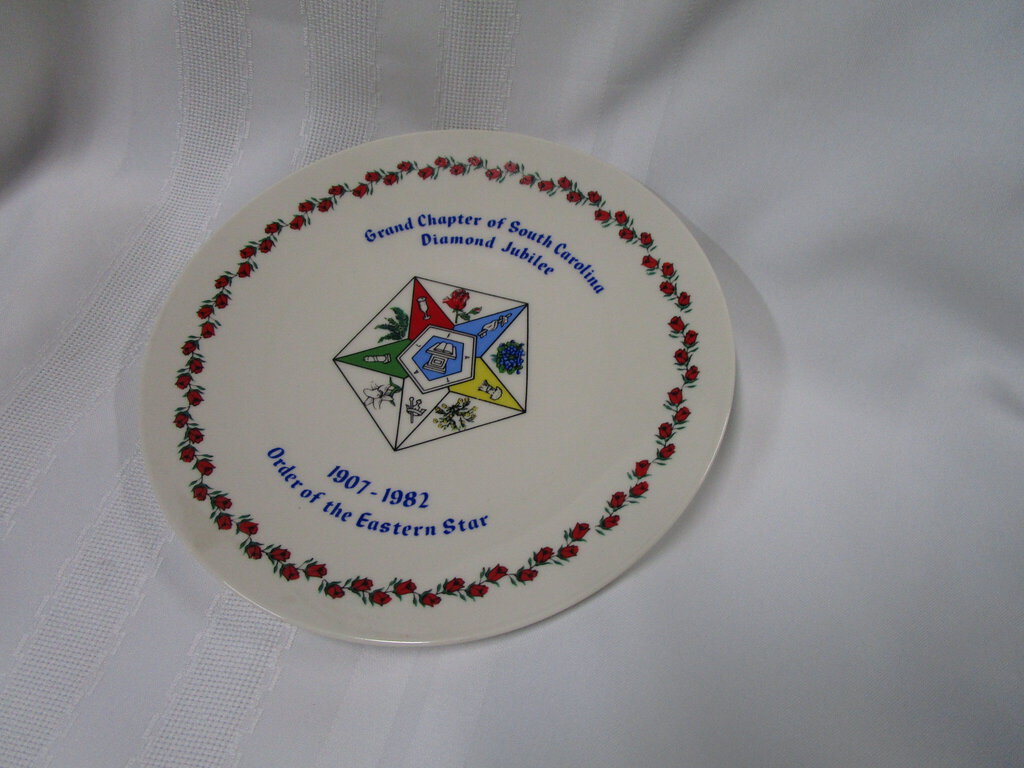 Grand Chapter of South Carolina
Diamond Jubilee
1907-1982
Order of the Eastern Star